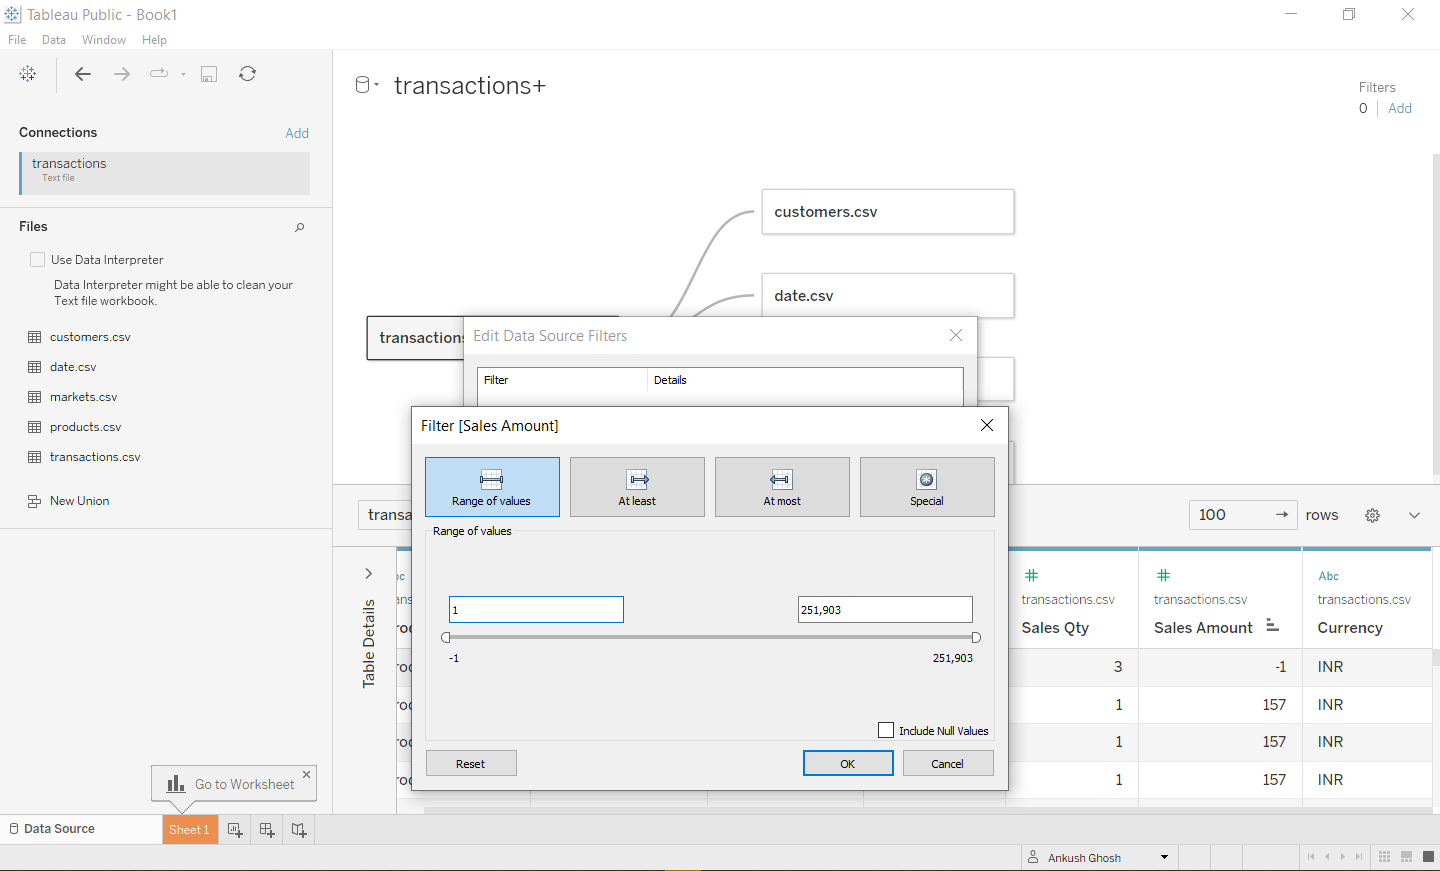 Tableau Public - Book1
File Data Window Help
Connections
Add
transactions
Text file
Files
Use Data Interpreter
Data Interpreter might be able to clean your
Text file workbook.
customers.csv
date.csv
markets.csv
products.csv
transactions.csv
New Union
transactions+
Filters
0 Add
customers.csv
date.csv
transactions
Edit Data Source Filters
Filter Details
Filter [Sales Amount]
Range of values At least At most Special
Range of values
1 251,903
-1 251,903
Include Null Values
Reset OK Cancel
transa
100 → rows
Table Details
Abc
transactions.csv transactions.csv transactions.csv
Sales Qty Sales Amount Currency
3 -1 INR
1 157 INR
1 157 INR
1 157 INR
Go to Worksheet
Data Source Sheet 1
Ankush Ghosh